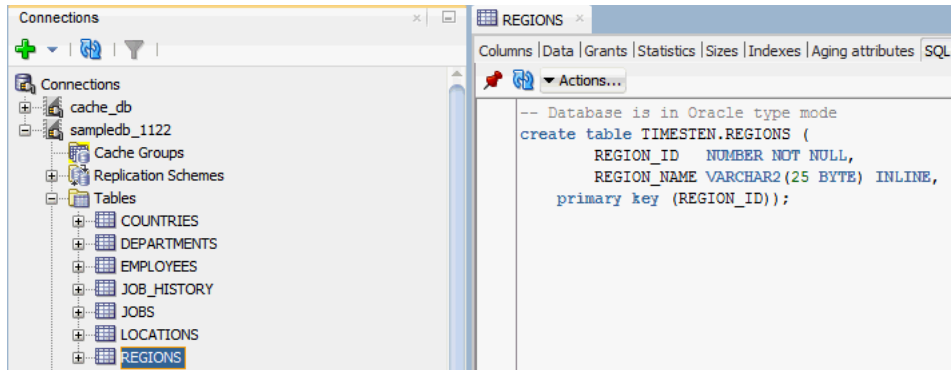 Connections
Connections
cache_db
sampledb_1122
Cache Groups
Replication Schemes
Tables
COUNTRIES
DEPARTMENTS
EMPLOYEES
JOB_HISTORY
JOBS
LOCATIONS
REGIONS
REGIONS
Columns |Data |Grants |Statistics |Sizes |Indexes |Aging attributes |SQL
Actions...
-- Database is in Oracle type mode
create table TIMESTEN.REGIONS (
REGION_ID NUMBER NOT NULL,
REGION_NAME VARCHAR2(25 BYTE) INLINE,
primary key (REGION_ID));